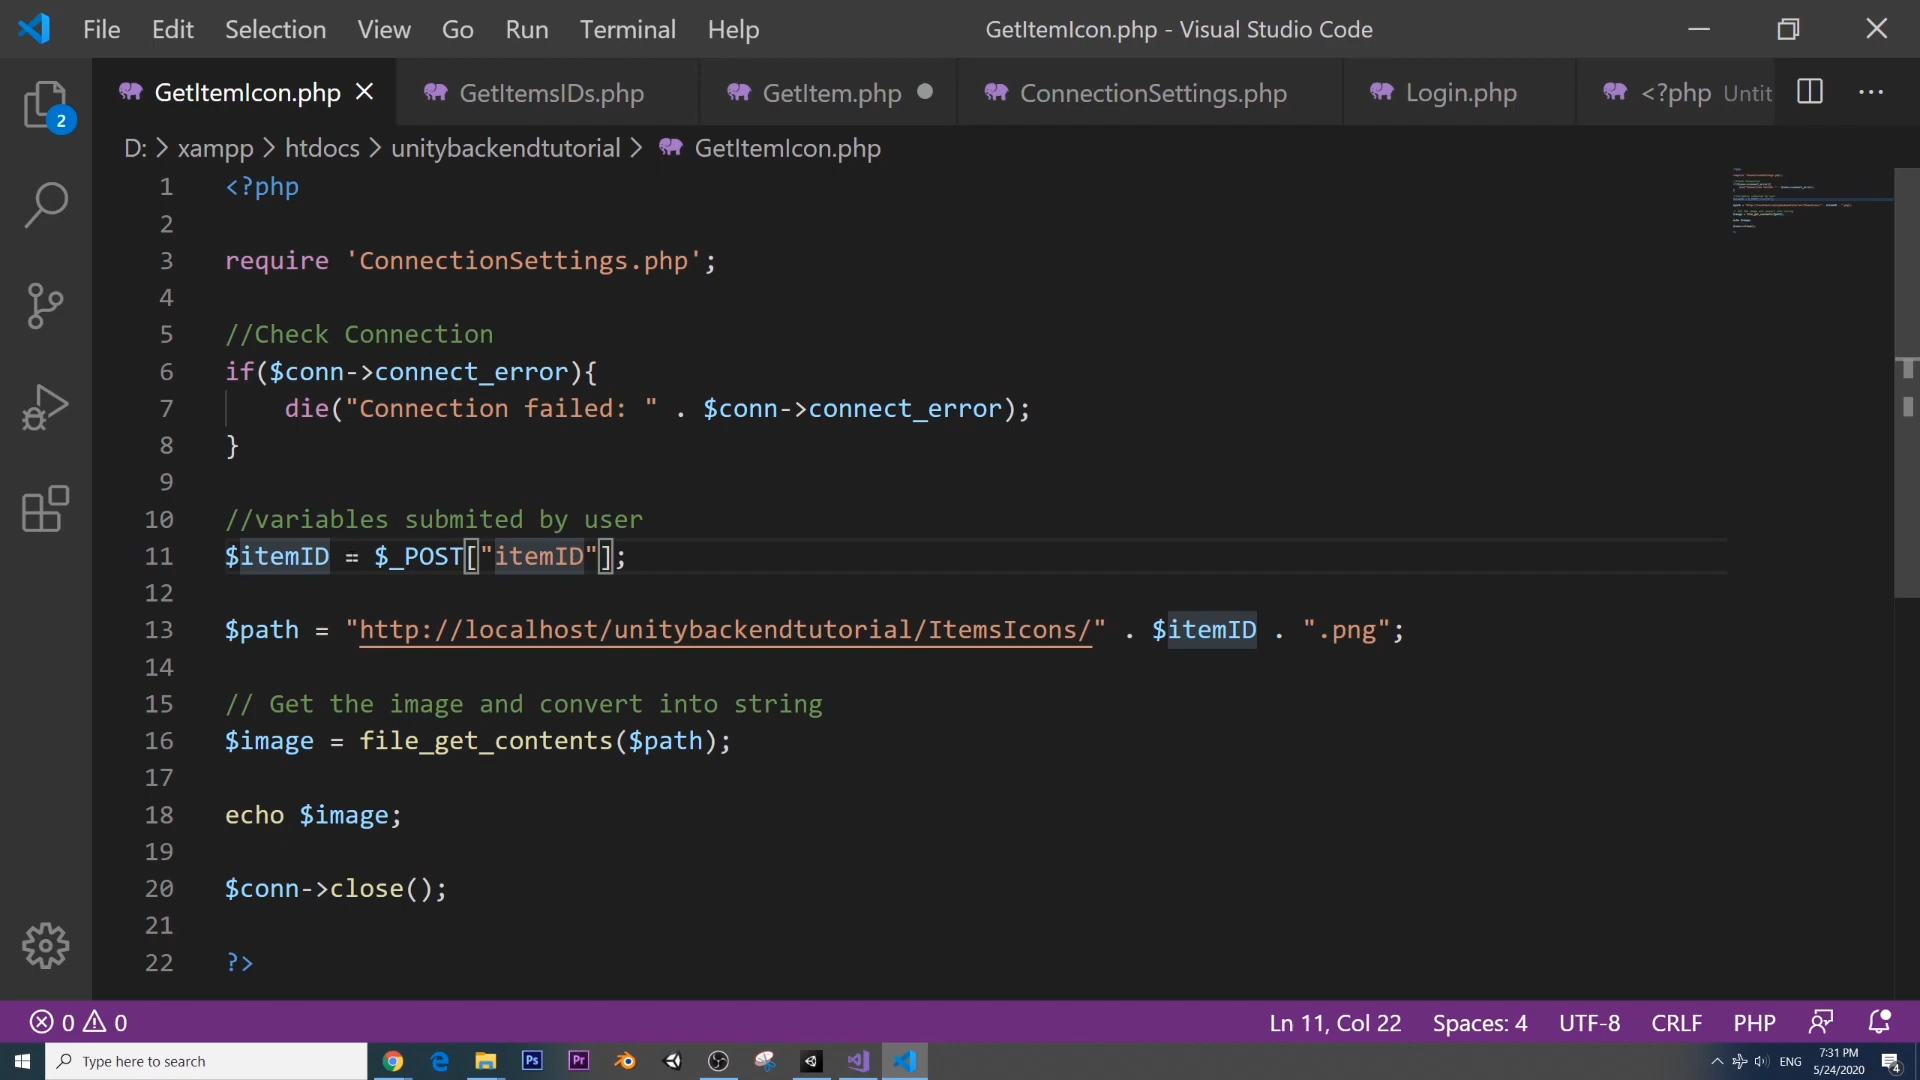 File Edit Selection View Go Run Terminal Help GetItemIcon.php - Visual Studio Code
GetItemIcon.php GetItemsIDs.php GetItem.php ConnectionSettings.php Login.php <?php Untit
2
D: > xampp > htdocs > unitybackendtutorial > GetItemIcon.php
1 <?php
2
3 require 'ConnectionSettings.php';
4
5 //Check Connection
6 if($conn->connect_error){
7 die("Connection failed: " . $conn->connect_error);
8 }
9
10 //variables submited by user
11 $itemID = $_POST["itemID"];
12
13 $path = "http://localhost/unitybackendtutorial/ItemsIcons/" . $itemID . ".png";
14
15 // Get the image and convert into string
16 $image = file_get_contents($path);
17
18 echo $image;
19
20 $conn->close();
21
22 ?>
0 0 Ln 11, Col 22 Spaces: 4 UTF-8 CRLF PHP
Type here to search Ps Pr ENG 7:31 PM
5/24/2020 4